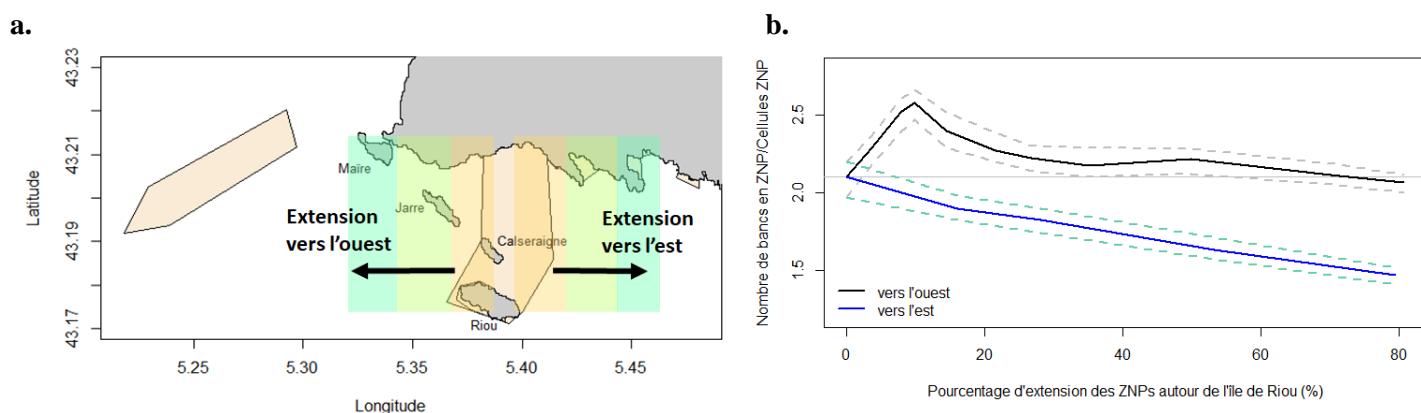 a.
43.23
43.21
43.19
43.17
Latitude
Maïre
Jarre
Calseraigne
Riou
Extension
vers l'ouest
Extension
vers l'est
5.25
5.30
5.35
5.40
5.45
Longitude
b.
Nombre de bancs en ZNP/Cellules ZNP
2.5
2.0
1.5
vers l'ouest
vers l'est
0
20
40
60
80
Pourcentage d'extension des ZNPs autour de l'île de Riou (%)